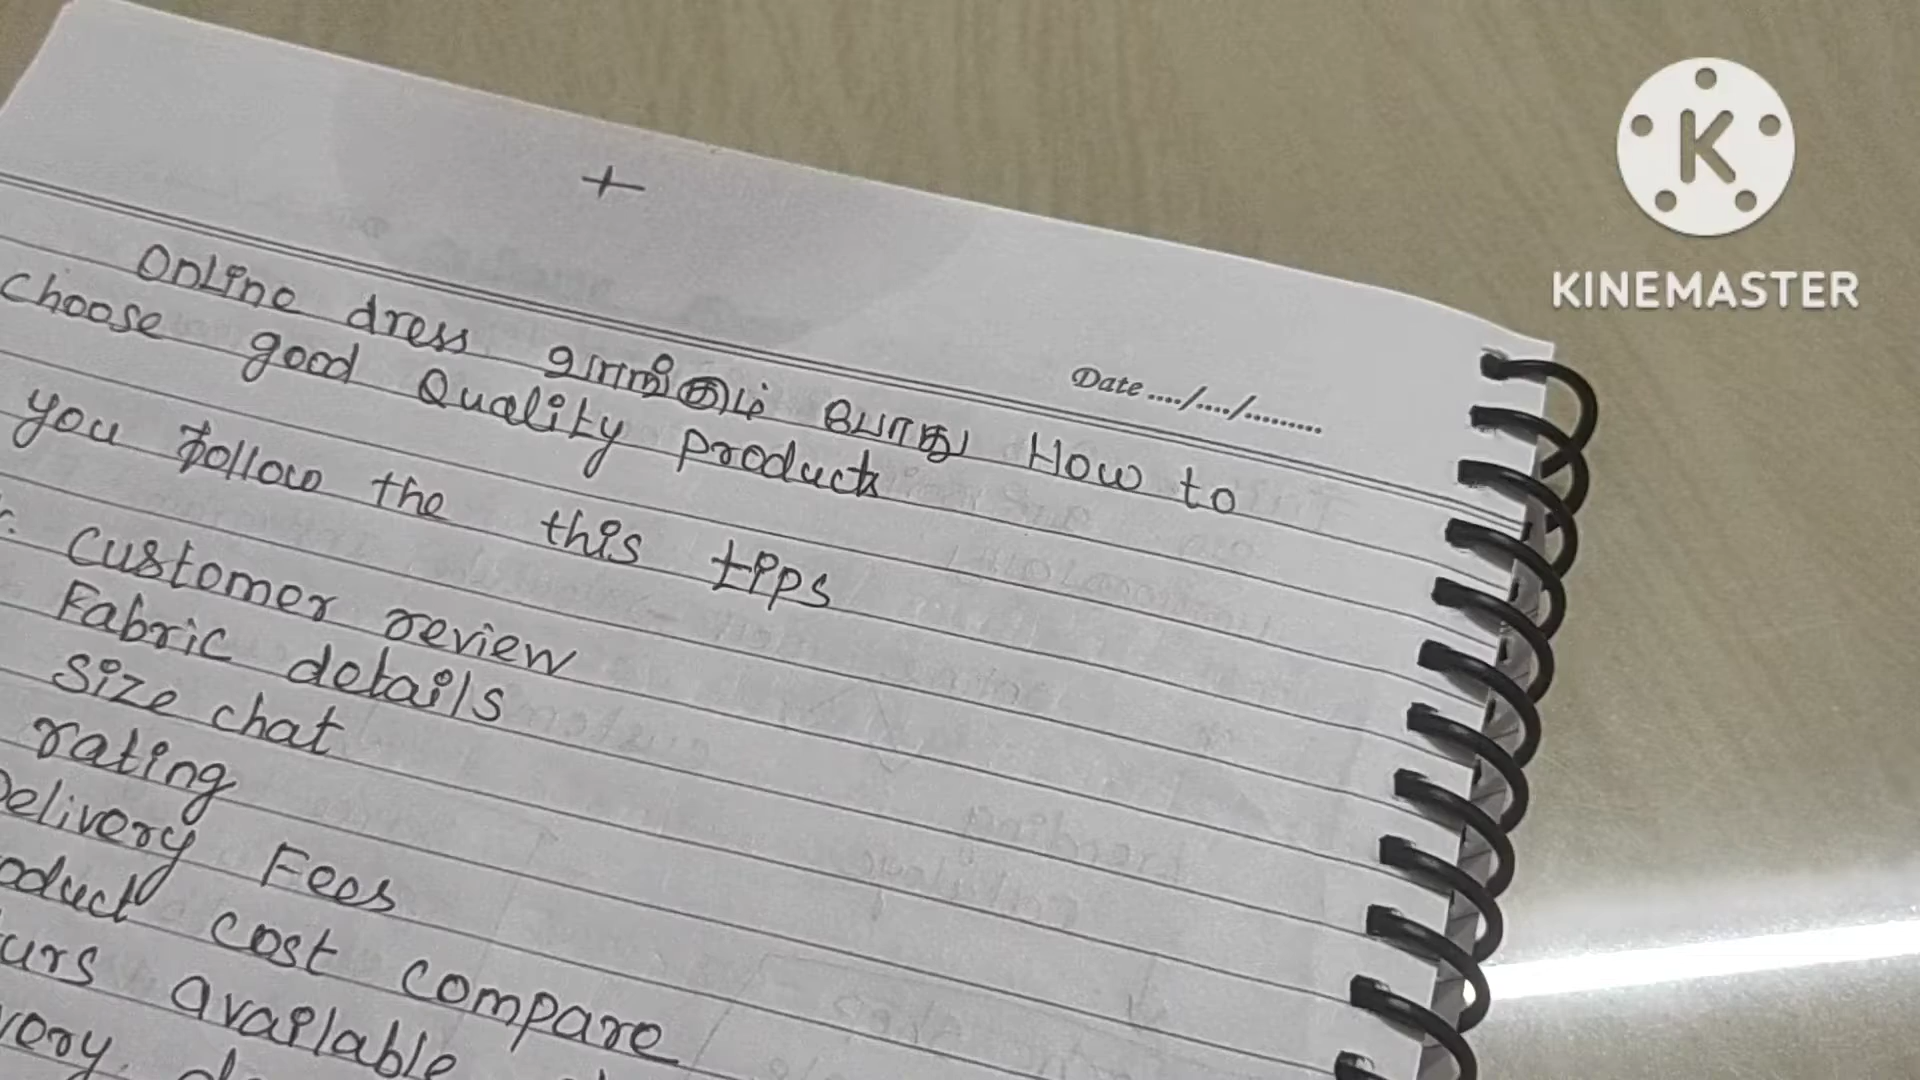 +
Date ..../..../.........
Online dress வாங்கும் போது How to
Choose good Quality products
you follow the this tips
Customer review
Fabric details
Size chat
rating
Delivery Fees
cost compare
available
KINEMASTER